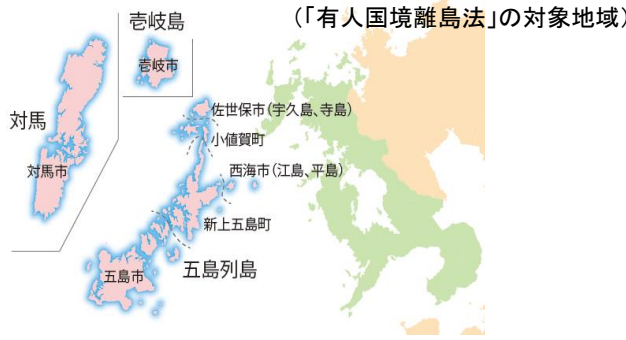 （「有人国境離島法」の対象地域）
壱岐島
壱岐市
対馬
対馬市
佐世保市（宇久島、寺島）
小値賀町
西海市（江島、平島）
新上五島町
五島列島
五島市